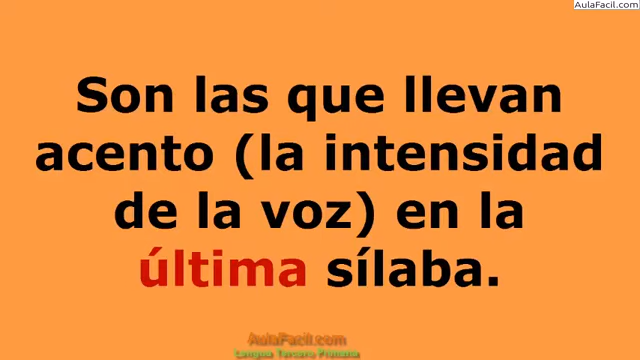 AulaFacil.com
Son las que llevan
acento (la intensidad
de la voz) en la
última sílaba.
AulaFacil.com
Lengua Tercero Primaria